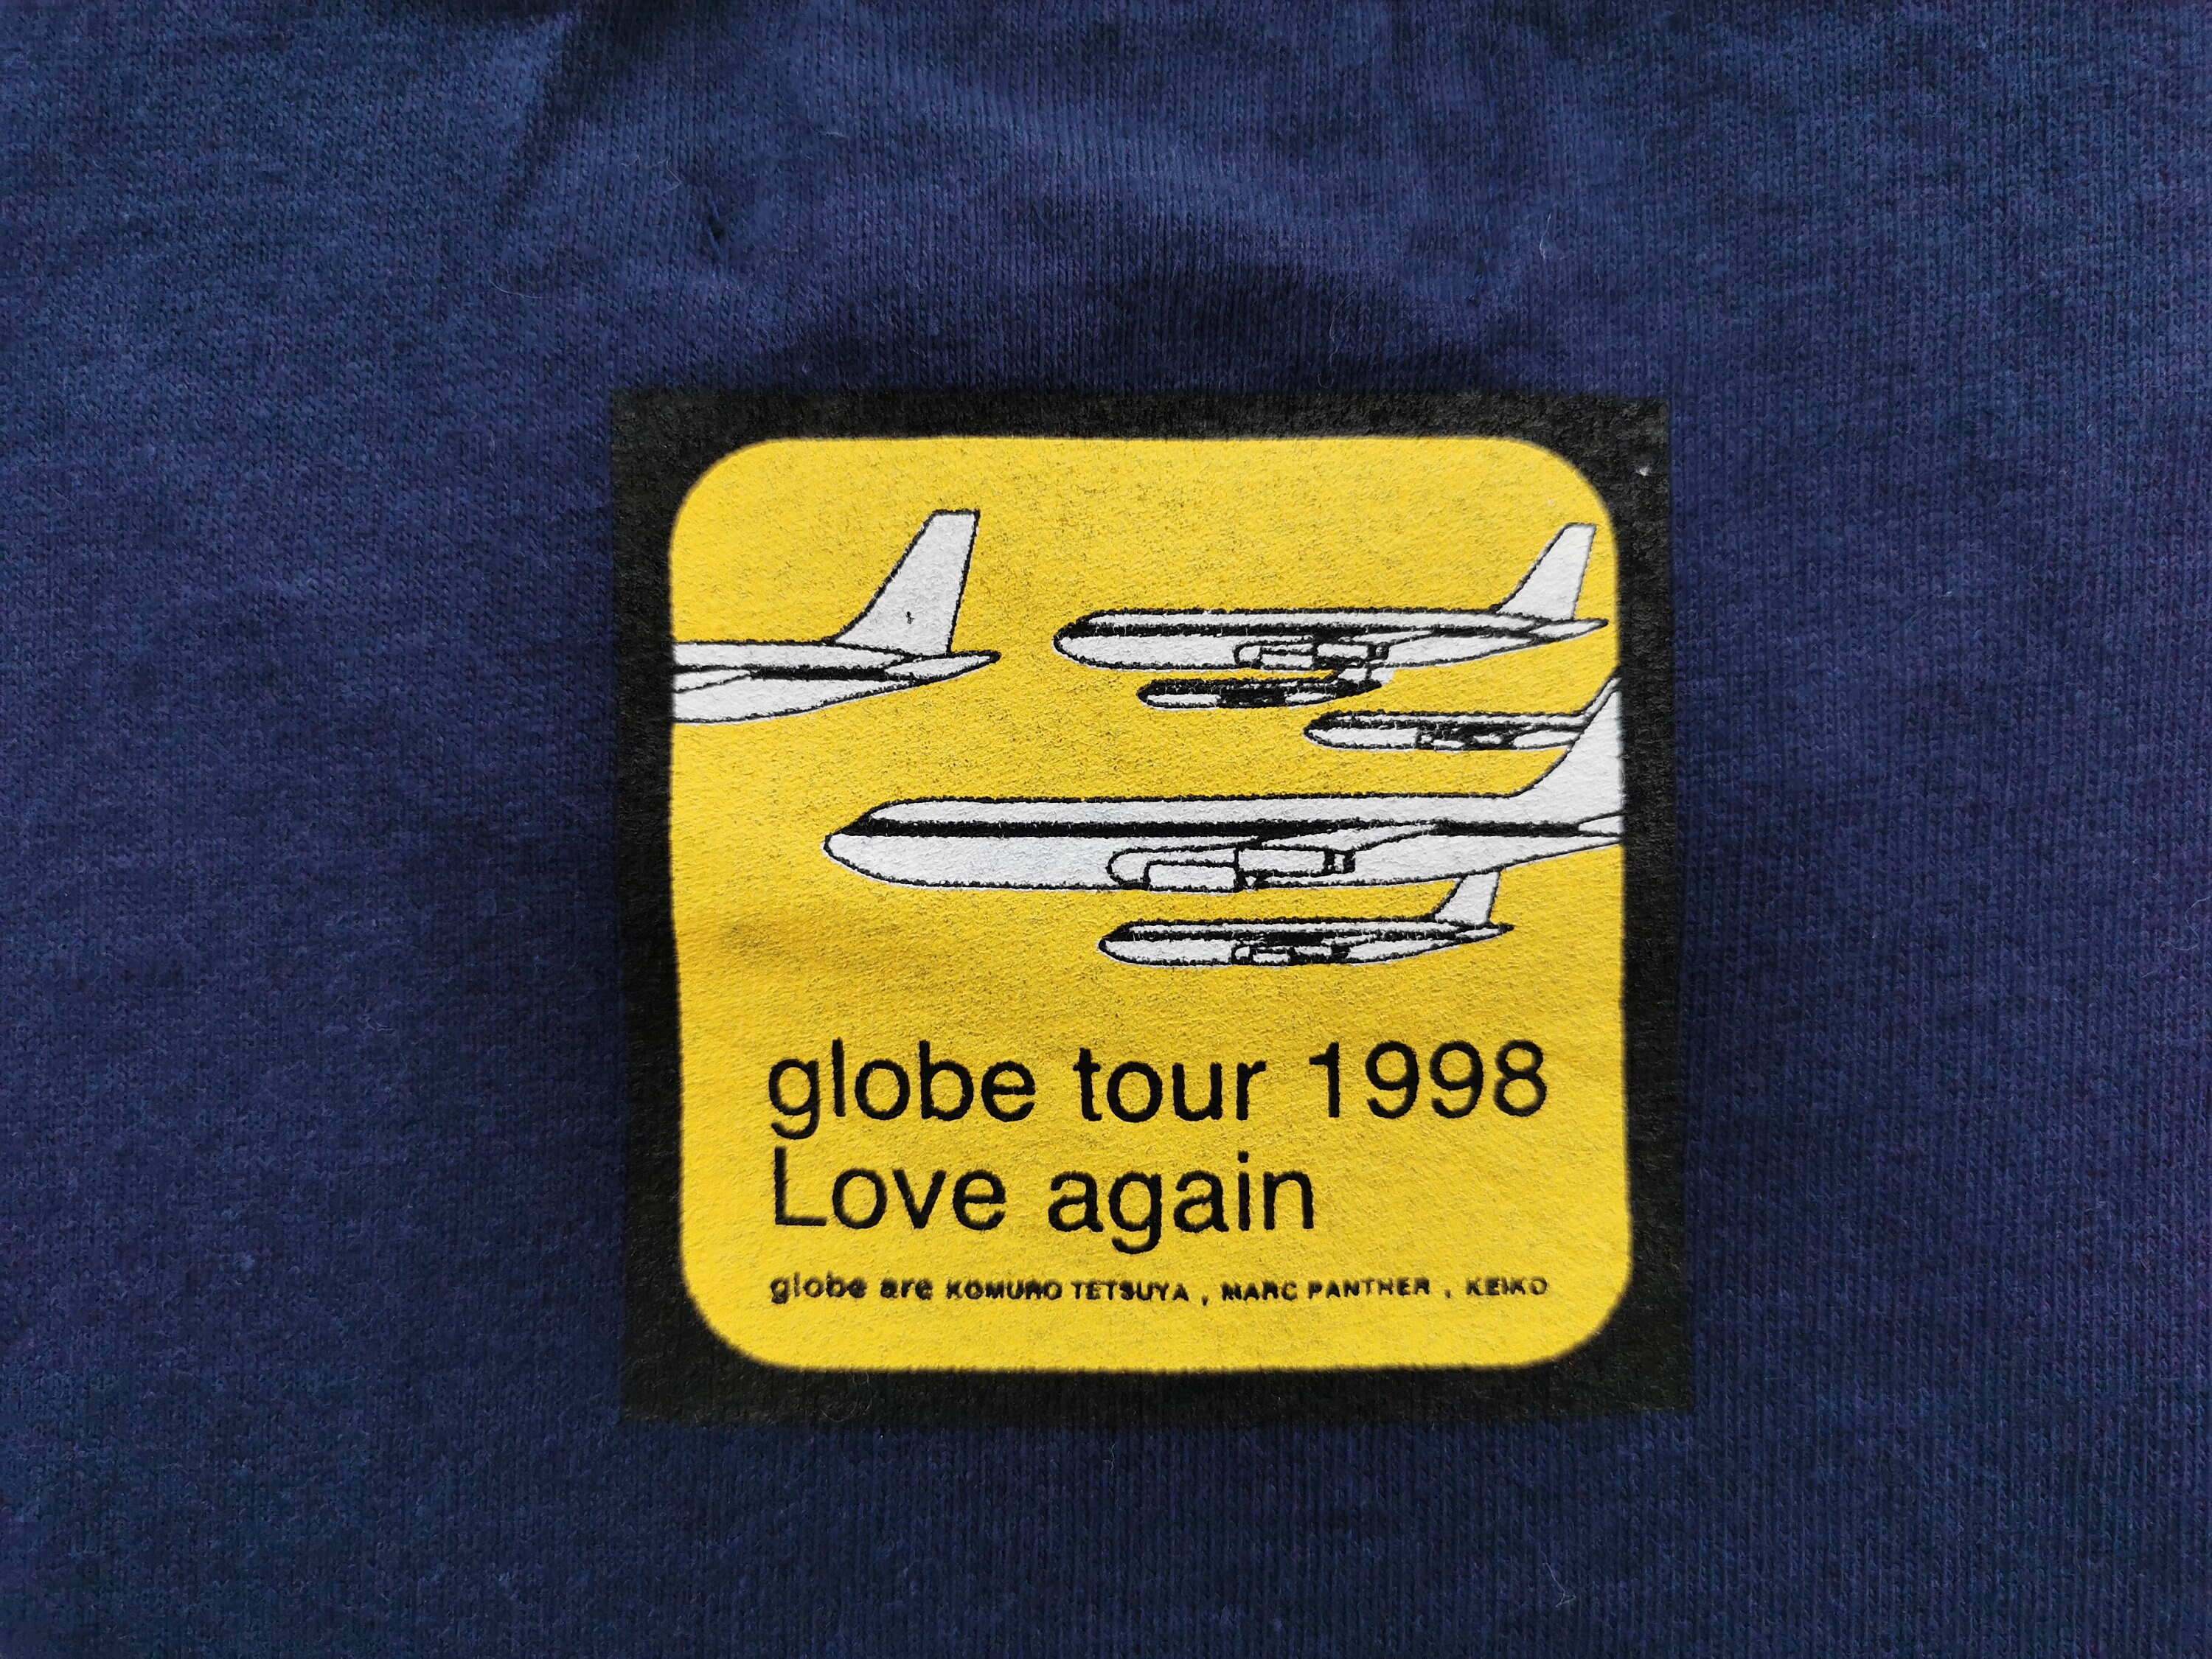 globe tour 1998
Love again
globe are KOMURO TETSUYA , MARC PANTHER , KEIKO